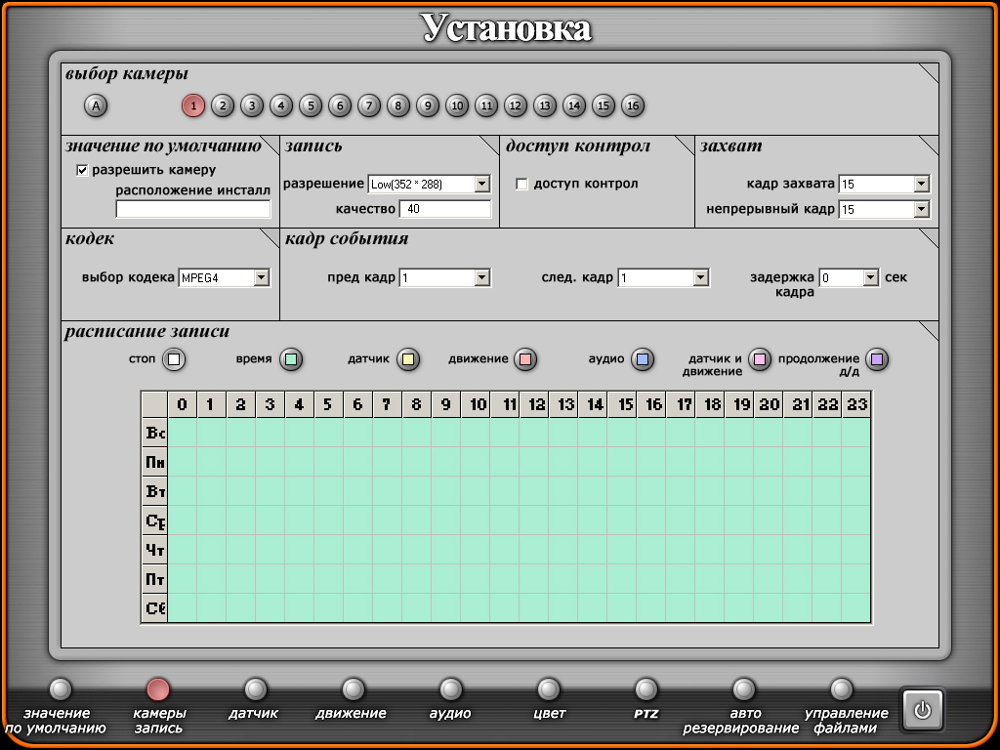 Установка
выбор камеры
A 1 2 3 4 5 6 7 8 9 10 11 12 13 14 15 16
значение по умолчанию
разрешить камеру
расположение инсталл
запись
разрешение Low(352 * 288)
качество 40
доступ контрол
доступ контрол
захват
кадр захвата 15
непрерывный кадр 15
кодек
выбор кодека MPEG4
кадр события
пред кадр 1
след. кадр 1
задержка 0 сек
кадра
расписание записи
стоп
время
датчик
движение
аудио
датчик и
движение
продолжение
д/д
0 1 2 3 4 5 6 7 8 9 10 11 12 13 14 15 16 17 18 19 20 21 22 23
Вс
Пн
Вт
Ср
Чт
Пт
Сб
значение
по умолчанию
камеры
запись
датчик
движение
аудио
цвет
PTZ
авто
резервирование
управление
файлами